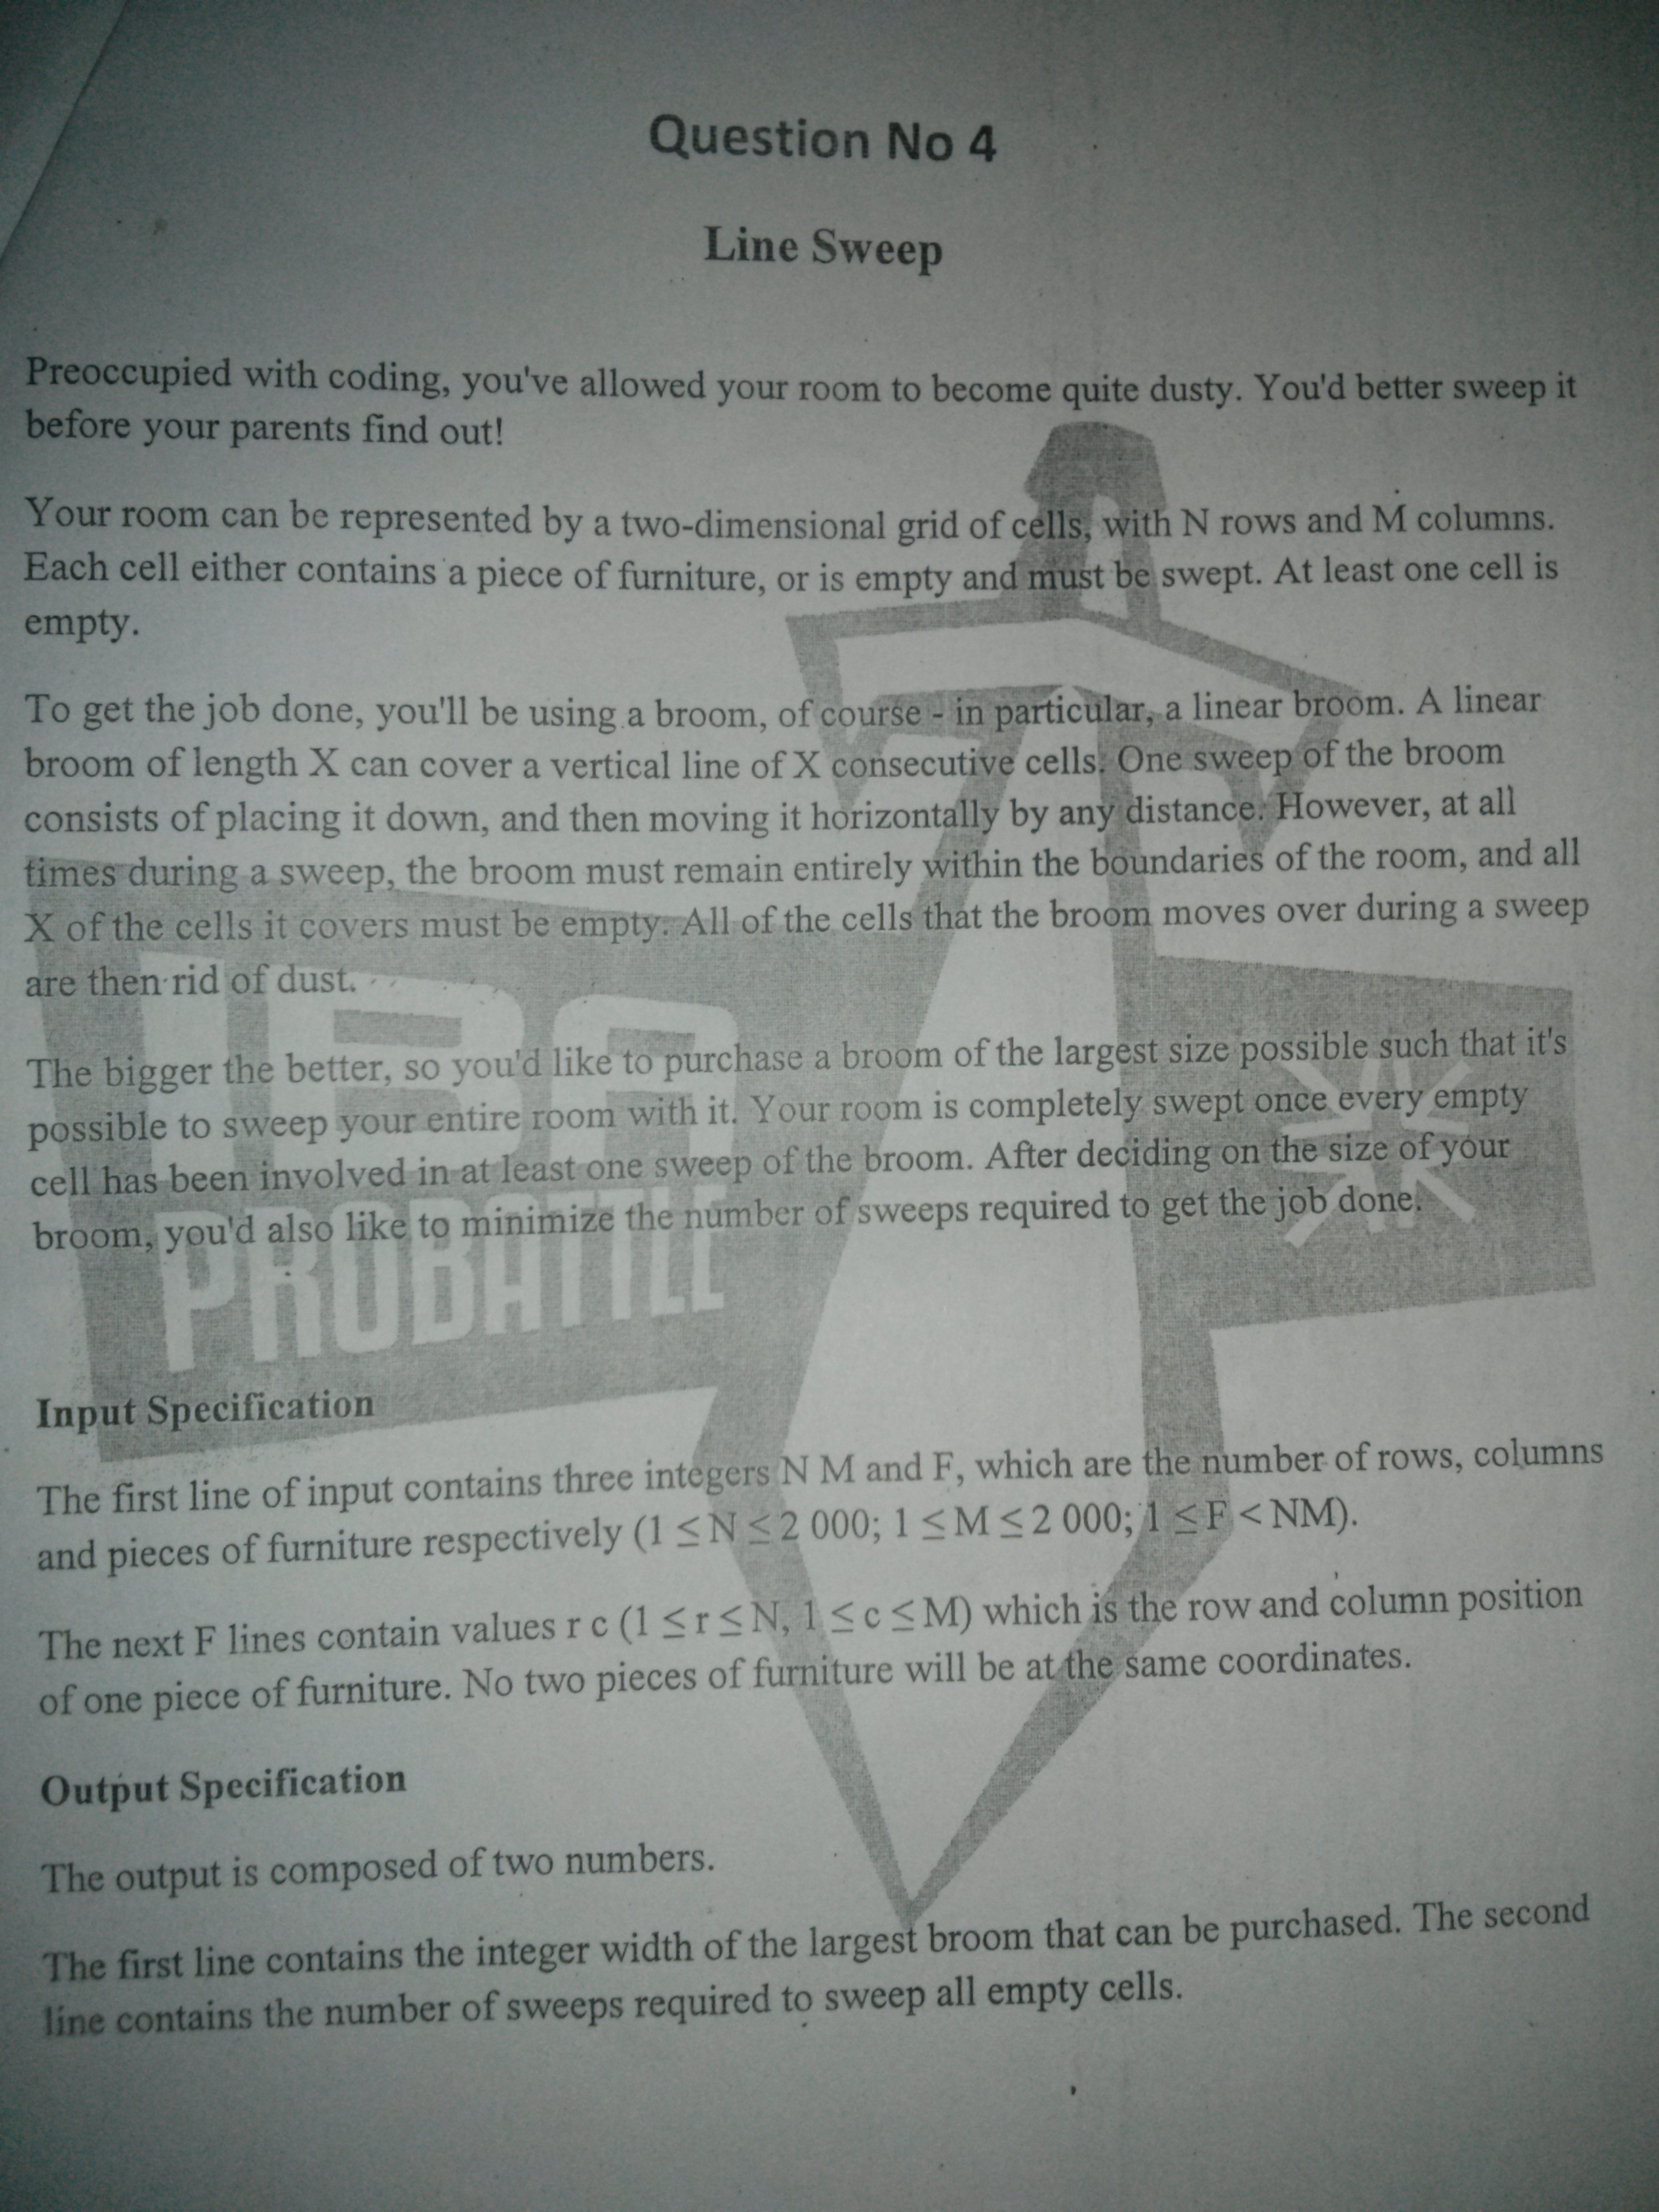 Question No 4
Line Sweep
Preoccupied with coding, you've allowed your room to become quite dusty. You'd better sweep it
before your parents find out!
Your room can be represented by a two-dimensional grid of cells, with N rows and M columns.
Each cell either contains a piece of furniture, or is empty and must be swept. At least one cell is
empty.
To get the job done, you'll be using a broom, of course - in particular, a linear broom. A linear
broom of length X can cover a vertical line of X consecutive cells. One sweep of the broom
consists of placing it down, and then moving it horizontally by any distance. However, at all
times during a sweep, the broom must remain entirely within the boundaries of the room, and all
X of the cells it covers must be empty. All of the cells that the broom moves over during a sweep
are then rid of dust.
The bigger the better, so you'd like to purchase a broom of the largest size possible such that it's
possible to sweep your entire room with it. Your room is completely swept once every empty
cell has been involved in at least one sweep of the broom. After deciding on the size of your
broom, you'd also like to minimize the number of sweeps required to get the job done.
PROBATTLE
Input Specification
The first line of input contains three integers N M and F, which are the number of rows, columns
and pieces of furniture respectively (1 ≤ N ≤ 2 000; 1 ≤ M ≤ 2 000; 1 ≤ F < NM).
The next F lines contain values r c (1 ≤ r ≤ N, 1 ≤ c ≤ M) which is the row and column position
of one piece of furniture. No two pieces of furniture will be at the same coordinates.
Output Specification
The output is composed of two numbers.
The first line contains the integer width of the largest broom that can be purchased. The second
line contains the number of sweeps required to sweep all empty cells.